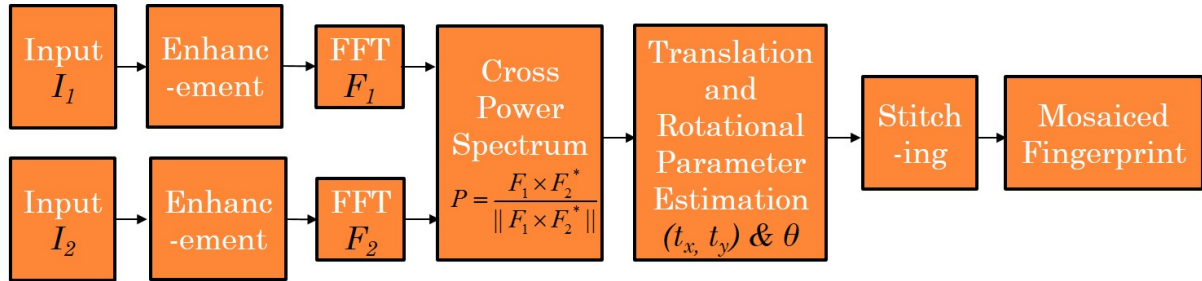 Input
I₁
Enhanc
-ement
FFT
F₁
Input
I₂
Enhanc
-ement
FFT
F₂
Cross
Power
Spectrum
P = F₁ × F₂* / || F₁ × F₂* ||
Translation
and
Rotational
Parameter
Estimation
(tₓ, t_y) & θ
Stitch
-ing
Mosaiced
Fingerprint